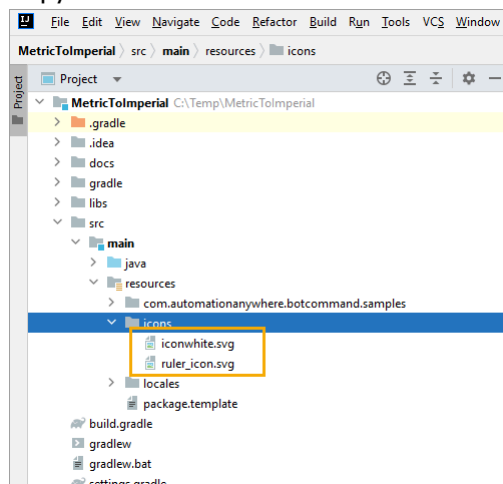 File Edit View Navigate Code Refactor Build Run Tools VCS Window
MetricToImperial 〉 src 〉 main 〉 resources 〉 icons
Project
Project
MetricToImperial C:\Temp\MetricToImperial
.gradle
.idea
docs
gradle
libs
src
main
java
resources
com.automationanywhere.botcommand.samples
icons
iconwhite.svg
ruler_icon.svg
locales
package.template
build.gradle
gradlew
gradlew.bat
settings.gradle